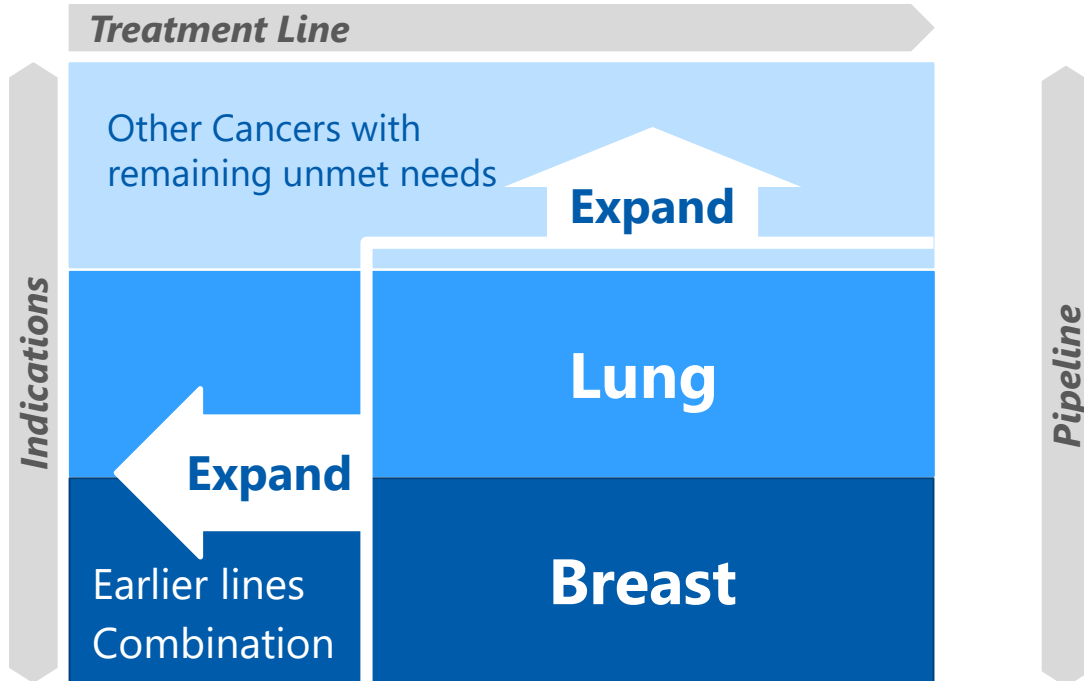 Treatment Line
Other Cancers with
remaining unmet needs
Expand
Indications
Lung
Pipeline
Expand
Earlier lines
Combination
Breast